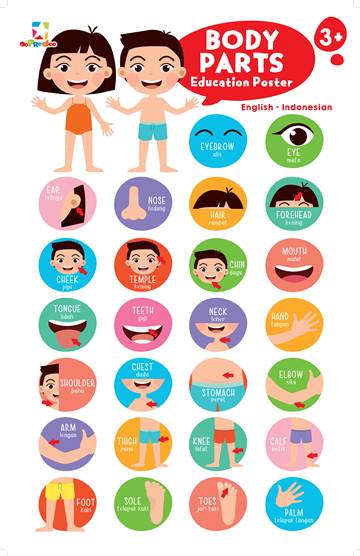 GoPreedoo
BODY
PARTS
Education Poster
3+
English - Indonesian
EYEBROW
alis
EYE
mata
EAR
telinga
NOSE
hidung
HAIR
rambut
FOREHEAD
kening
CHEEK
pipi
TEMPLE
CHIN
dagu
MOUTH
mulut
TONGUE
lidah
TEETH
gigi
NECK
leher
HAND
tangan
SHOULDER
bahu
CHEST
dada
STOMACH
perut
ELBOW
siku
ARM
lengan
THIGH
paha
KNEE
lutut
CALF
betis
FOOT
kaki
SOLE
telapak kaki
TOES
jari kaki
PALM
telapak tangan